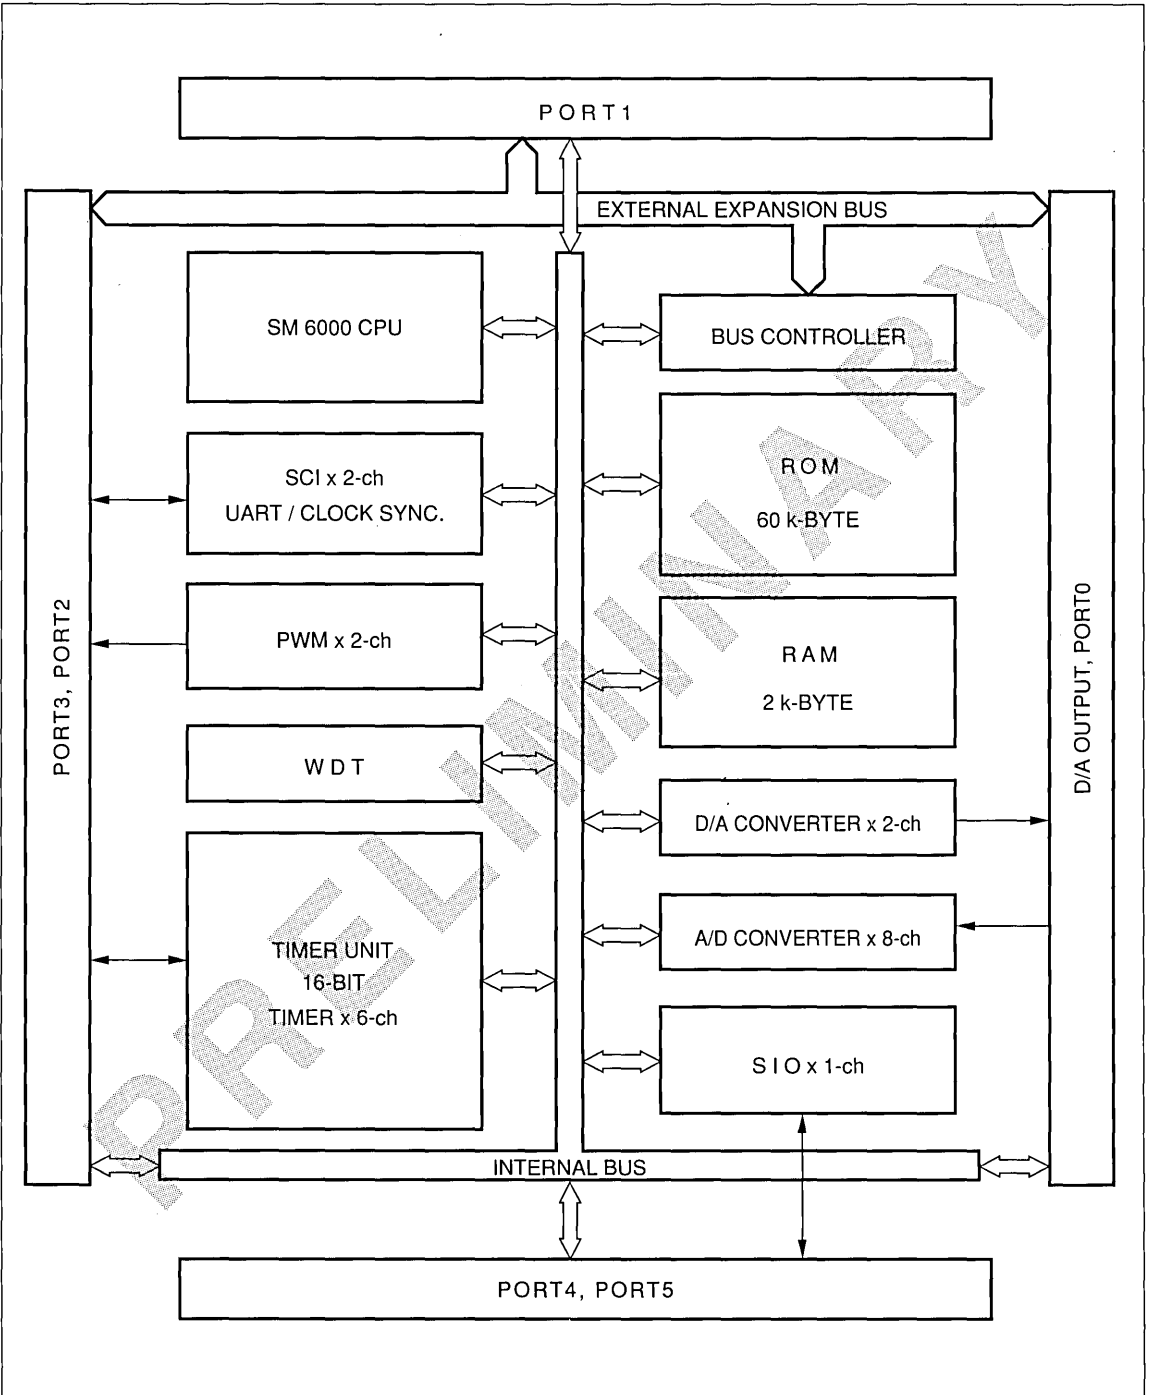 PORT1
EXTERNAL EXPANSION BUS
SM 6000 CPU
BUS CONTROLLER
SCI x 2-ch
UART / CLOCK SYNC.
ROM
60 k-BYTE
PWM x 2-ch
RAM
2 k-BYTE
WDT
D/A CONVERTER x 2-ch
TIMER UNIT
16-BIT
TIMER x 6-ch
A/D CONVERTER x 8-ch
SIO x 1-ch
INTERNAL BUS
PORT3, PORT2
D/A OUTPUT, PORT0
PORT4, PORT5
PRELIMINARY